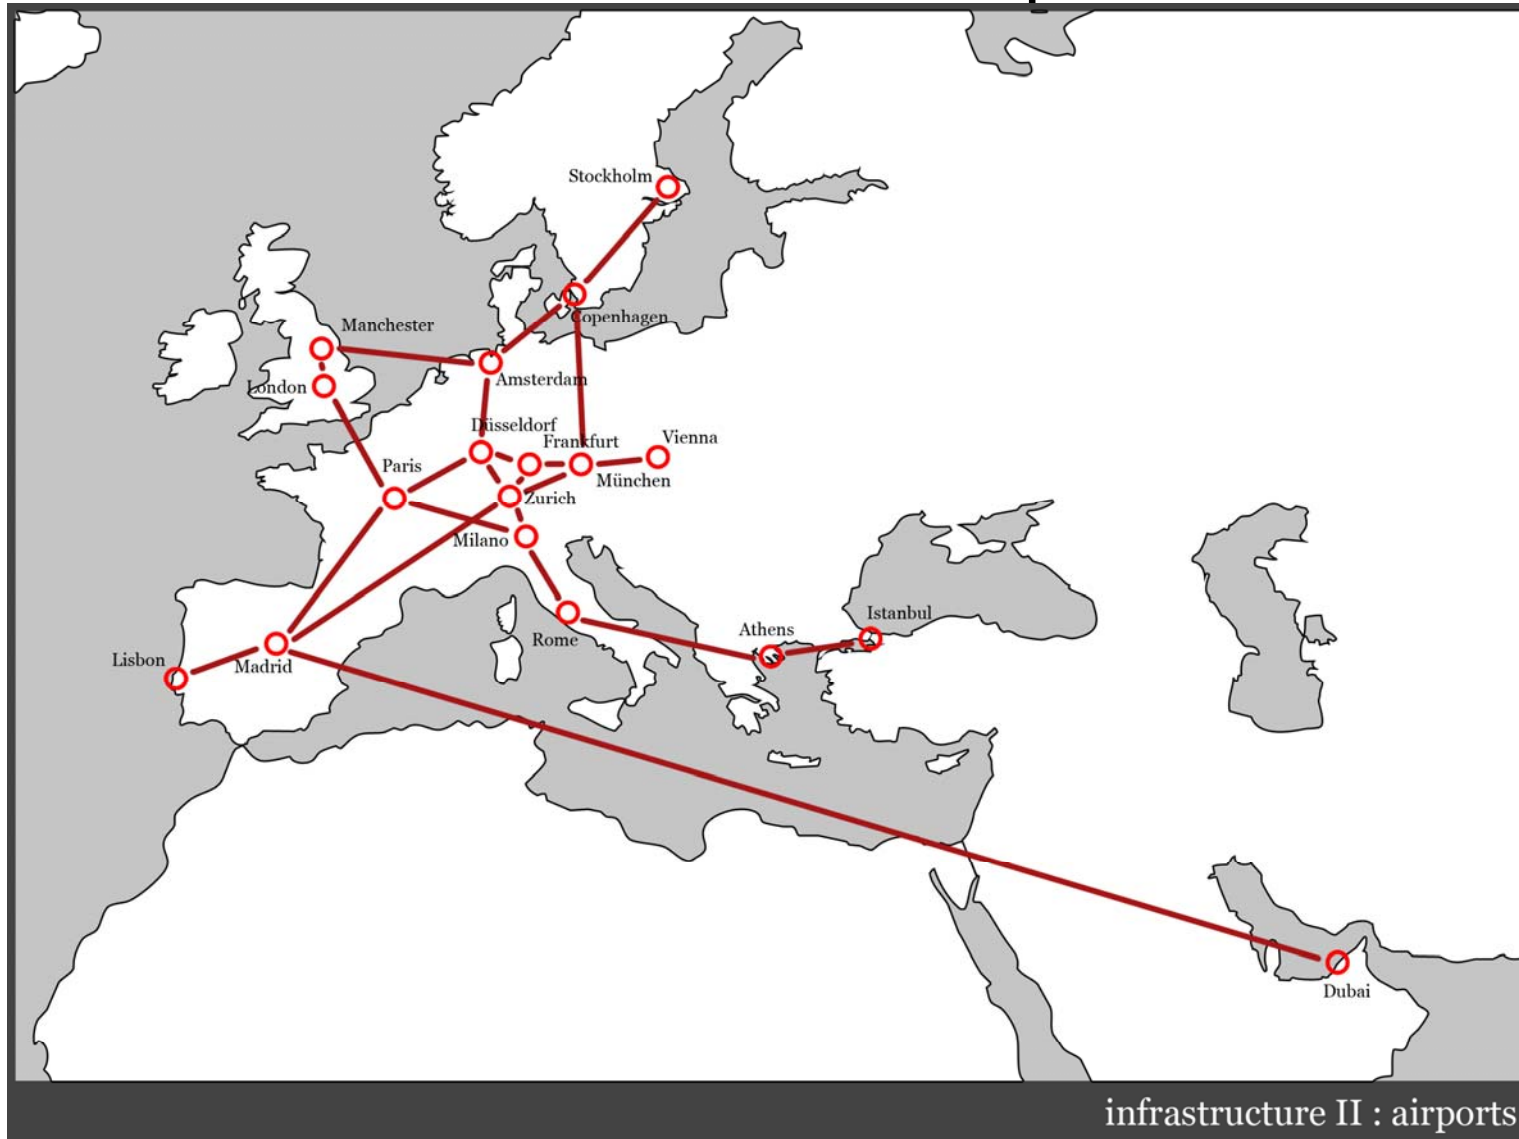 Stockholm
Copenhagen
Manchester
London
Amsterdam
Düsseldorf
Frankfurt
Vienna
Paris
München
Zurich
Milano
Istanbul
Athens
Rome
Lisbon
Madrid
Dubai
infrastructure II : airports